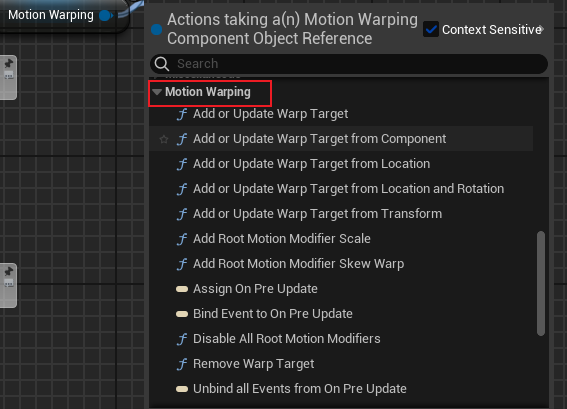 Motion Warping
Actions taking a(n) Motion Warping
Component Object Reference
Context Sensitive
Search
Motion Warping
Add or Update Warp Target
Add or Update Warp Target from Component
Add or Update Warp Target from Location
Add or Update Warp Target from Location and Rotation
Add or Update Warp Target from Transform
Add Root Motion Modifier Scale
Add Root Motion Modifier Skew Warp
Assign On Pre Update
Bind Event to On Pre Update
Disable All Root Motion Modifiers
Remove Warp Target
Unbind all Events from On Pre Update